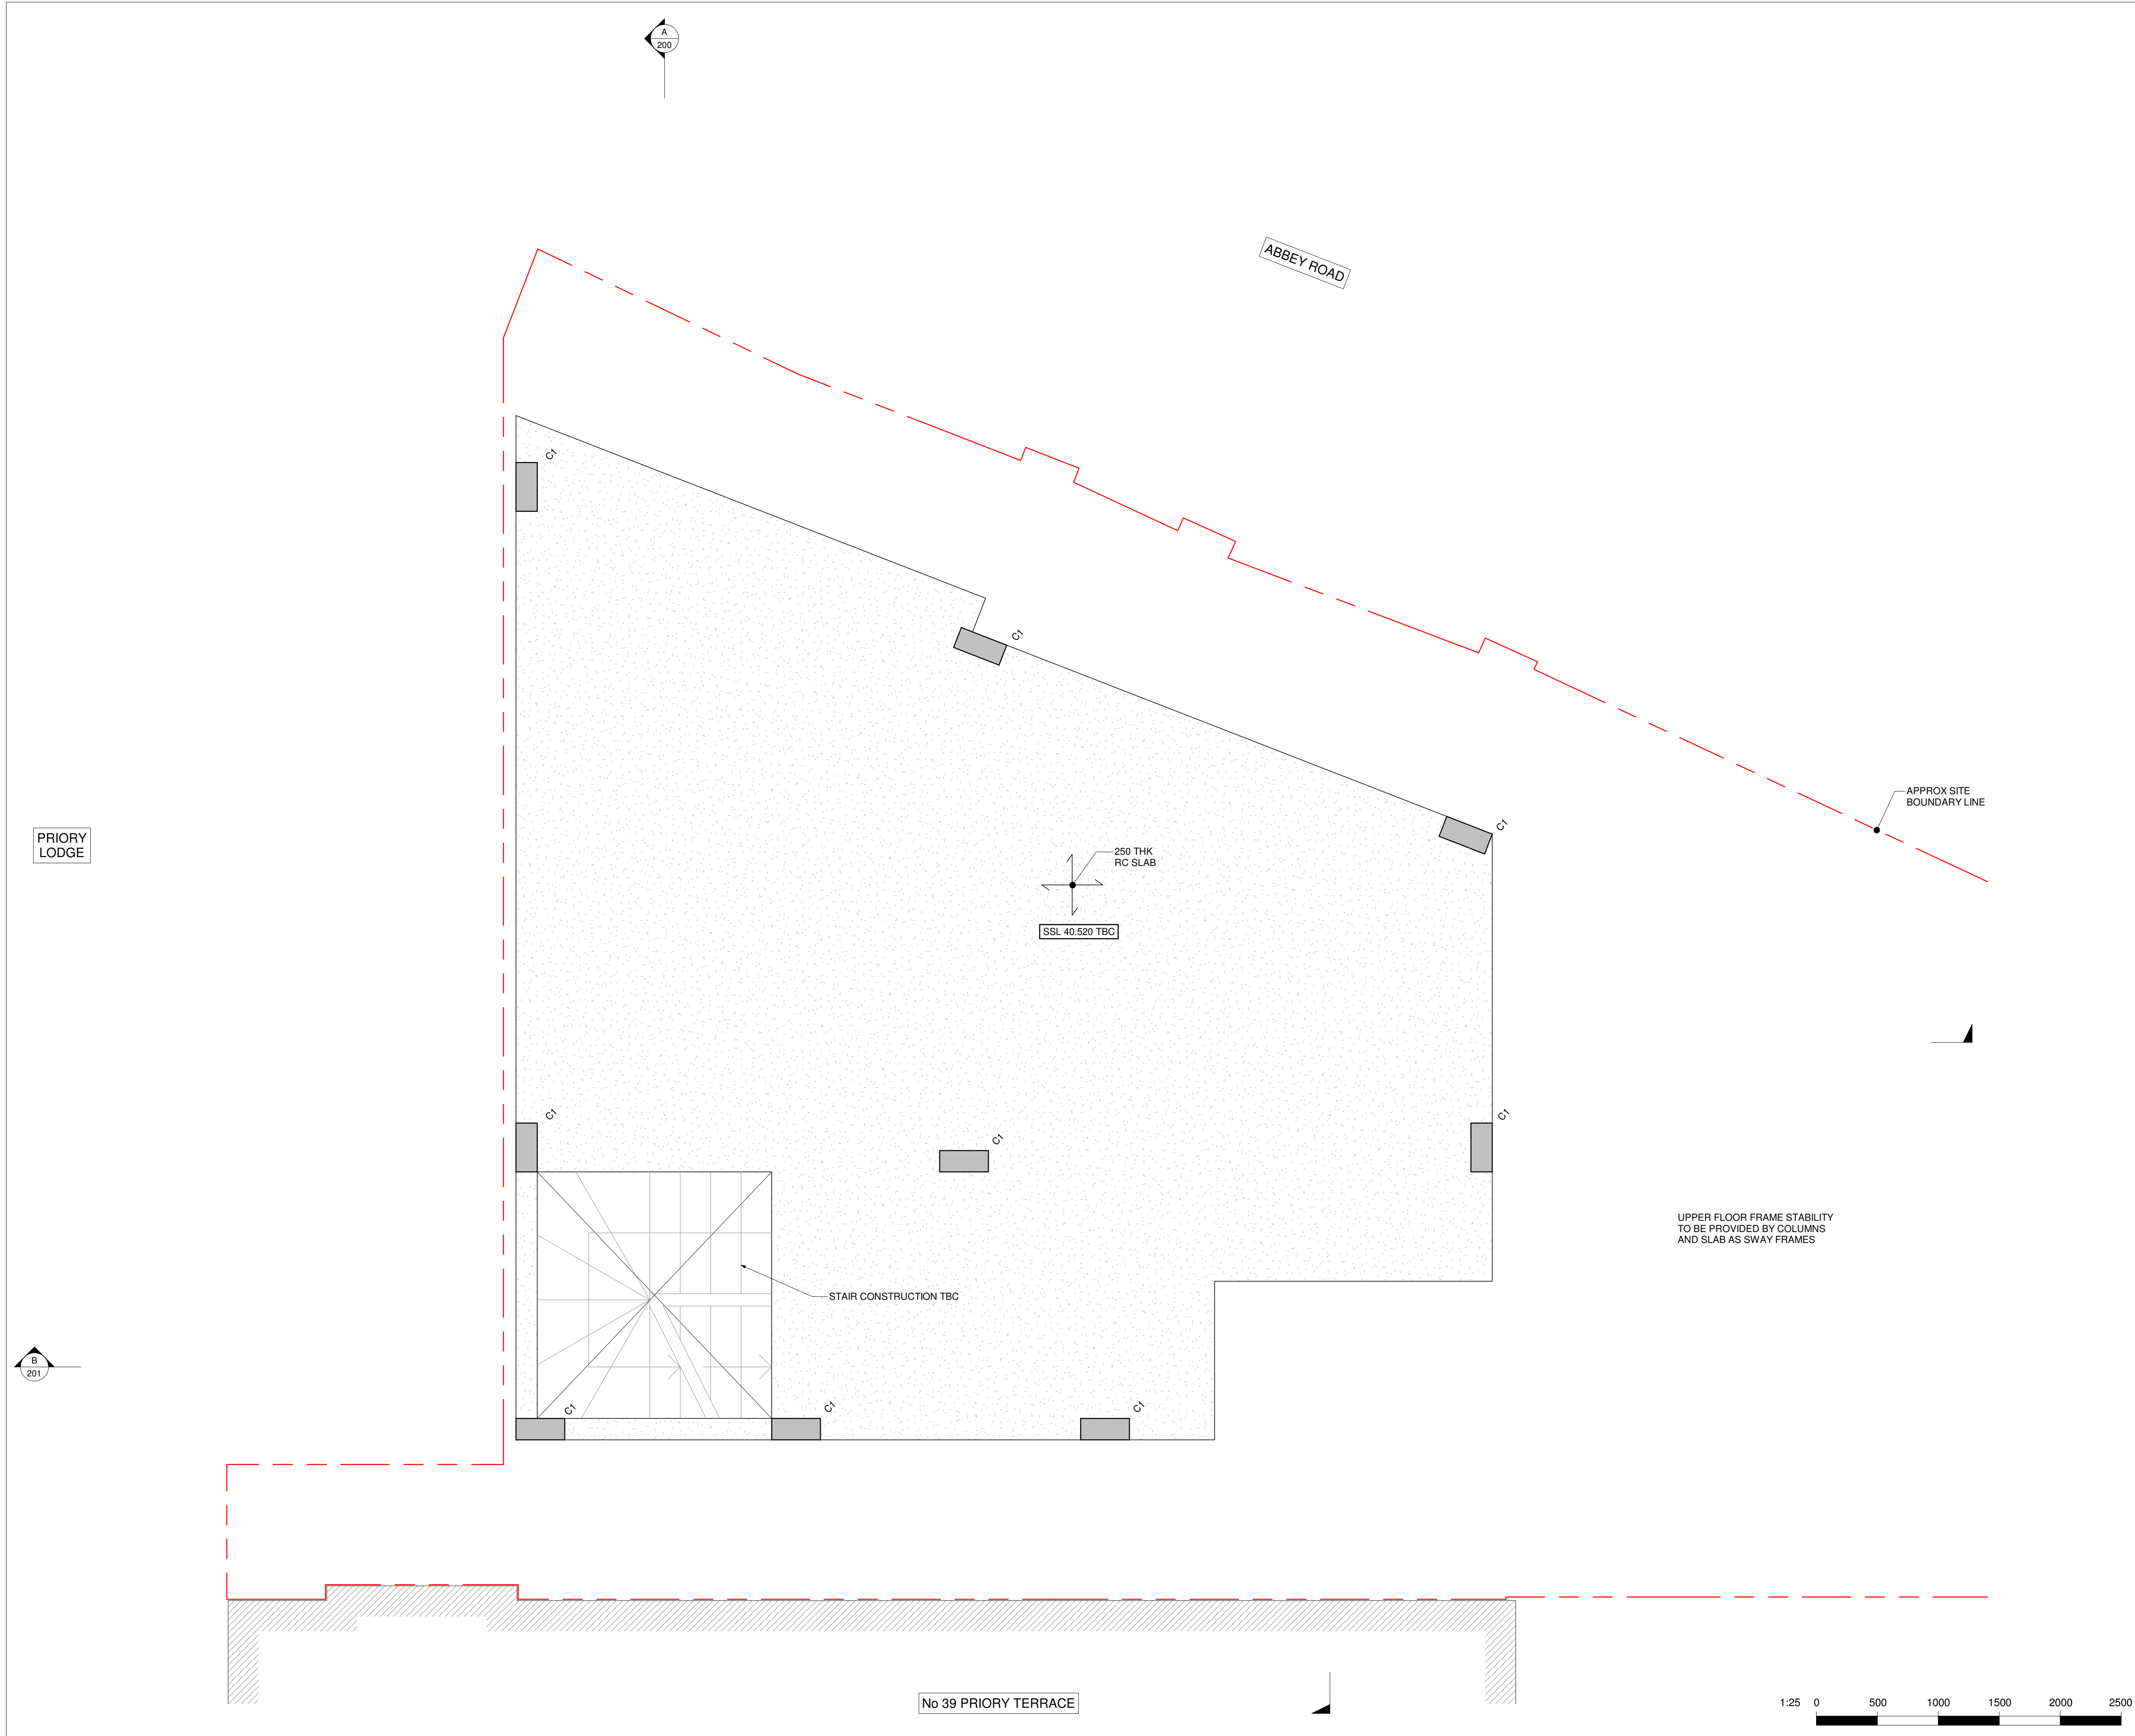 A
200
ABBEY ROAD
C1
C1
APPROX SITE
BOUNDARY LINE
C1
PRIORY
LODGE
250 THK
RC SLAB
SSL 40.520 TBC
C1
C1
C1
UPPER FLOOR FRAME STABILITY
TO BE PROVIDED BY COLUMNS
AND SLAB AS SWAY FRAMES
STAIR CONSTRUCTION TBC
B
201
C1
C1
C1
No 39 PRIORY TERRACE
1:25 0 500 1000 1500 2000 2500